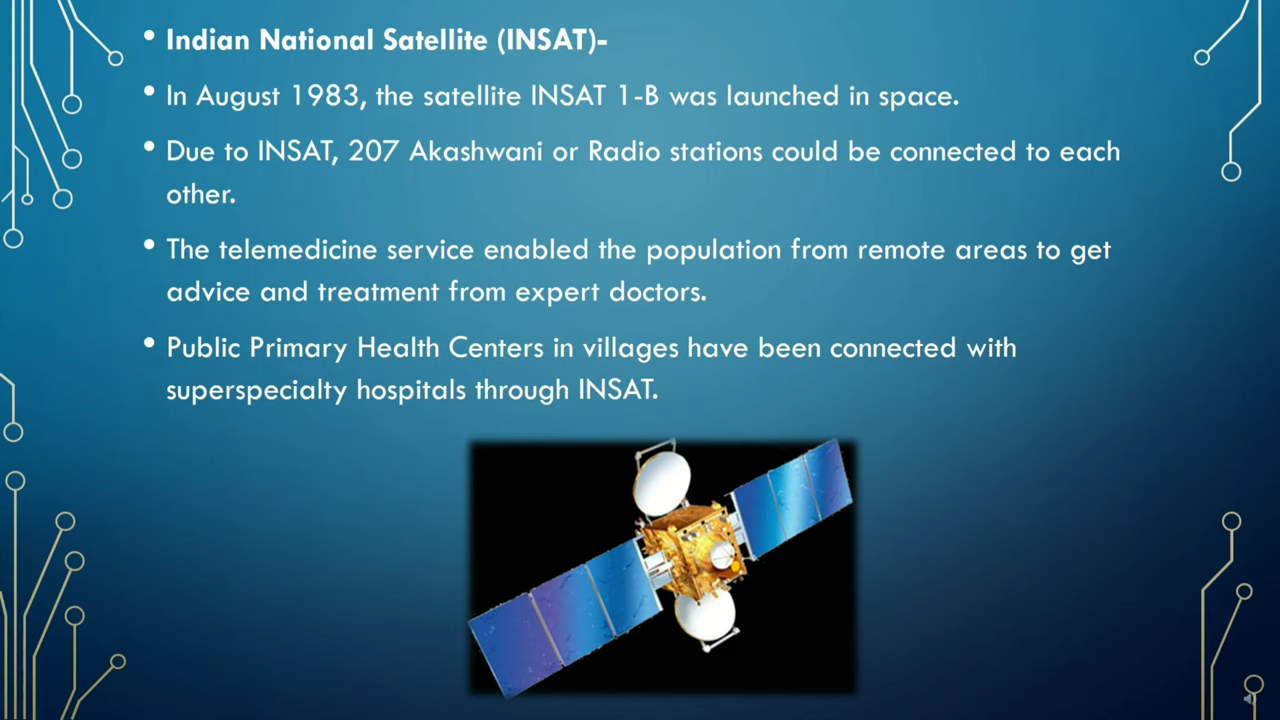 • Indian National Satellite (INSAT)-
• In August 1983, the satellite INSAT 1-B was launched in space.
• Due to INSAT, 207 Akashwani or Radio stations could be connected to each
other.
• The telemedicine service enabled the population from remote areas to get
advice and treatment from expert doctors.
• Public Primary Health Centers in villages have been connected with
superspecialty hospitals through INSAT.